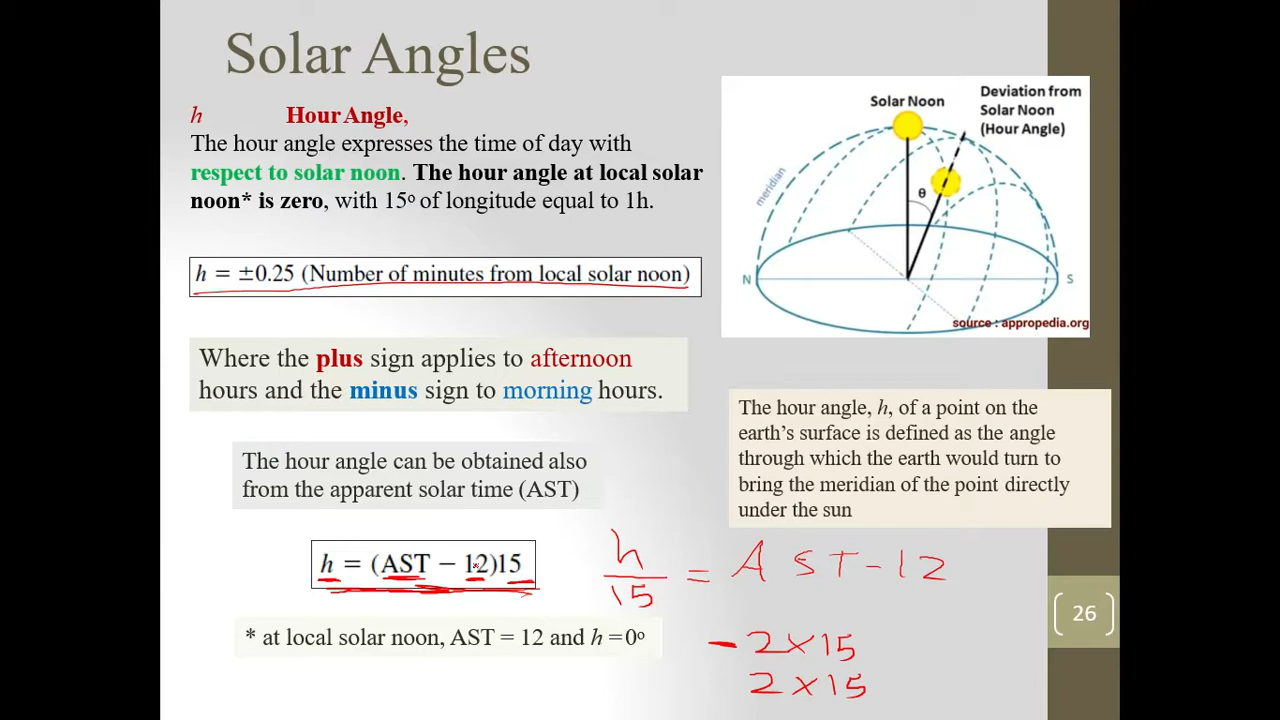 Solar Angles
h Hour Angle,
The hour angle expresses the time of day with
respect to solar noon. The hour angle at local solar
noon* is zero, with 15º of longitude equal to 1h.
h = ±0.25 (Number of minutes from local solar noon)
Where the plus sign applies to afternoon
hours and the minus sign to morning hours.
The hour angle can be obtained also
from the apparent solar time (AST)
h = (AST − 12)15
* at local solar noon, AST = 12 and h =0º
Solar Noon
Deviation from
Solar Noon
(Hour Angle)
meridian
θ
N
S
source : appropedia.org
The hour angle, h, of a point on the
earth's surface is defined as the angle
through which the earth would turn to
bring the meridian of the point directly
under the sun
h/15 = AST-12
-2×15
2×15
26